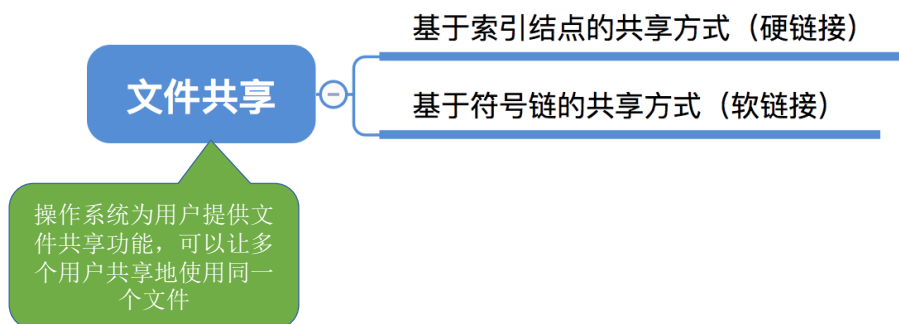 基于索引结点的共享方式（硬链接）
文件共享
基于符号链的共享方式（软链接）
操作系统为用户提供文
件共享功能，可以让多
个用户共享地使用同一
个文件